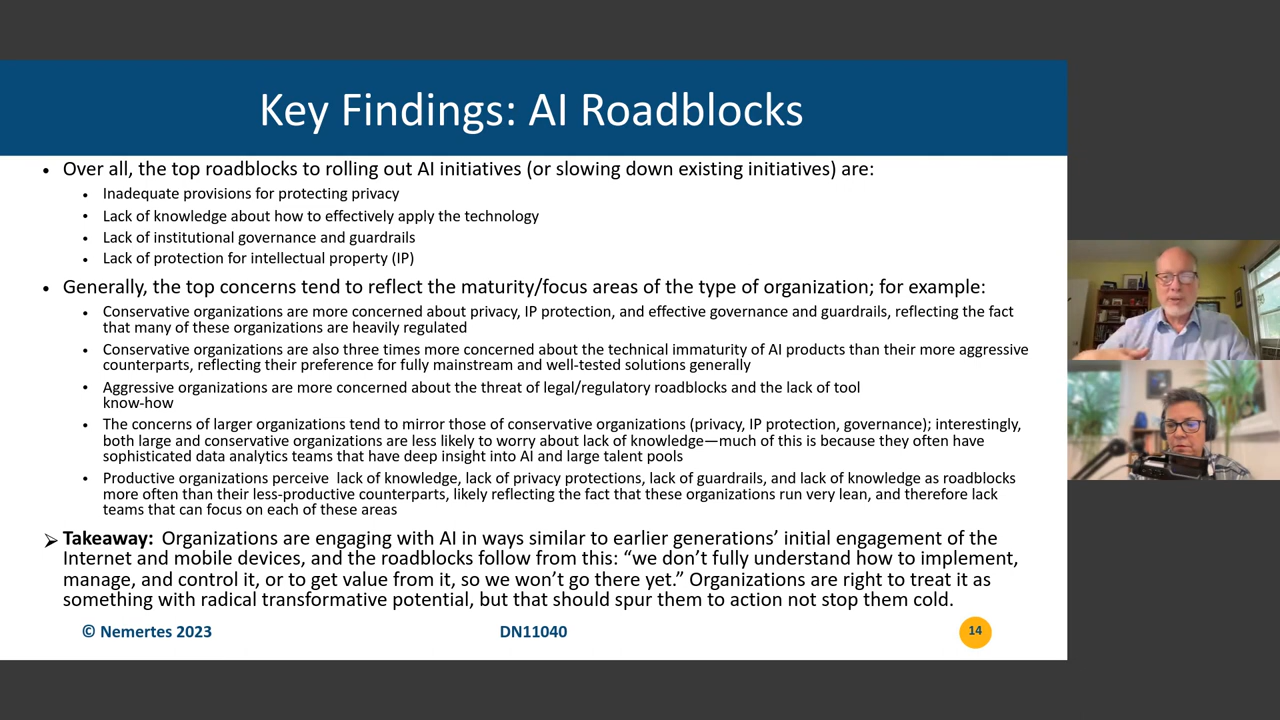 Key Findings: AI Roadblocks
• Over all, the top roadblocks to rolling out AI initiatives (or slowing down existing initiatives) are:
• Inadequate provisions for protecting privacy
• Lack of knowledge about how to effectively apply the technology
• Lack of institutional governance and guardrails
• Lack of protection for intellectual property (IP)
• Generally, the top concerns tend to reflect the maturity/focus areas of the type of organization; for example:
• Conservative organizations are more concerned about privacy, IP protection, and effective governance and guardrails, reflecting the fact
that many of these organizations are heavily regulated
• Conservative organizations are also three times more concerned about the technical immaturity of AI products than their more aggressive
counterparts, reflecting their preference for fully mainstream and well-tested solutions generally
• Aggressive organizations are more concerned about the threat of legal/regulatory roadblocks and the lack of tool
know-how
• The concerns of larger organizations tend to mirror those of conservative organizations (privacy, IP protection, governance); interestingly,
both large and conservative organizations are less likely to worry about lack of knowledge—much of this is because they often have
sophisticated data analytics teams that have deep insight into AI and large talent pools
• Productive organizations perceive lack of knowledge, lack of privacy protections, lack of guardrails, and lack of knowledge as roadblocks
more often than their less-productive counterparts, likely reflecting the fact that these organizations run very lean, and therefore lack
teams that can focus on each of these areas
➢ Takeaway: Organizations are engaging with AI in ways similar to earlier generations’ initial engagement of the
Internet and mobile devices, and the roadblocks follow from this: “we don’t fully understand how to implement,
manage, and control it, or to get value from it, so we won’t go there yet.” Organizations are right to treat it as
something with radical transformative potential, but that should spur them to action not stop them cold.
© Nemertes 2023
DN11040
14